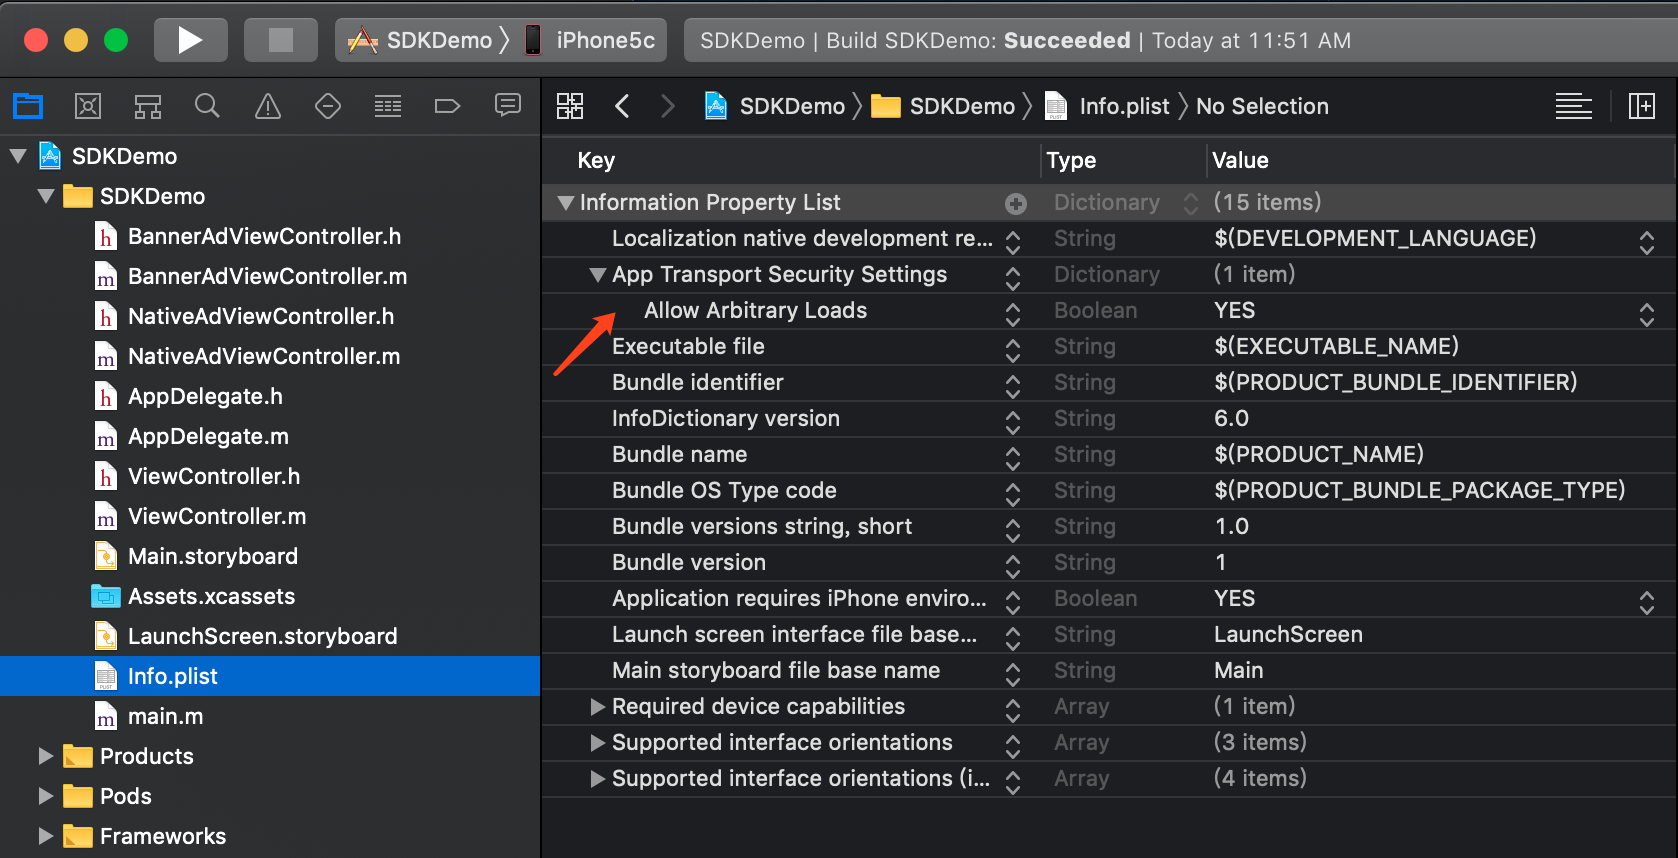 SDKDemo 〉 iPhone5c
SDKDemo | Build SDKDemo: Succeeded | Today at 11:51 AM
SDKDemo 〉 SDKDemo 〉 Info.plist 〉 No Selection
SDKDemo
SDKDemo
BannerAdViewController.h
BannerAdViewController.m
NativeAdViewController.h
NativeAdViewController.m
AppDelegate.h
AppDelegate.m
ViewController.h
ViewController.m
Main.storyboard
Assets.xcassets
LaunchScreen.storyboard
Info.plist
main.m
Products
Pods
Frameworks
Key Type Value
Information Property List Dictionary (15 items)
Localization native development re... String $(DEVELOPMENT_LANGUAGE)
App Transport Security Settings Dictionary (1 item)
Allow Arbitrary Loads Boolean YES
Executable file String $(EXECUTABLE_NAME)
Bundle identifier String $(PRODUCT_BUNDLE_IDENTIFIER)
InfoDictionary version String 6.0
Bundle name String $(PRODUCT_NAME)
Bundle OS Type code String $(PRODUCT_BUNDLE_PACKAGE_TYPE)
Bundle versions string, short String 1.0
Bundle version String 1
Application requires iPhone enviro... Boolean YES
Launch screen interface file base... String LaunchScreen
Main storyboard file base name String Main
Required device capabilities Array (1 item)
Supported interface orientations Array (3 items)
Supported interface orientations (i... Array (4 items)